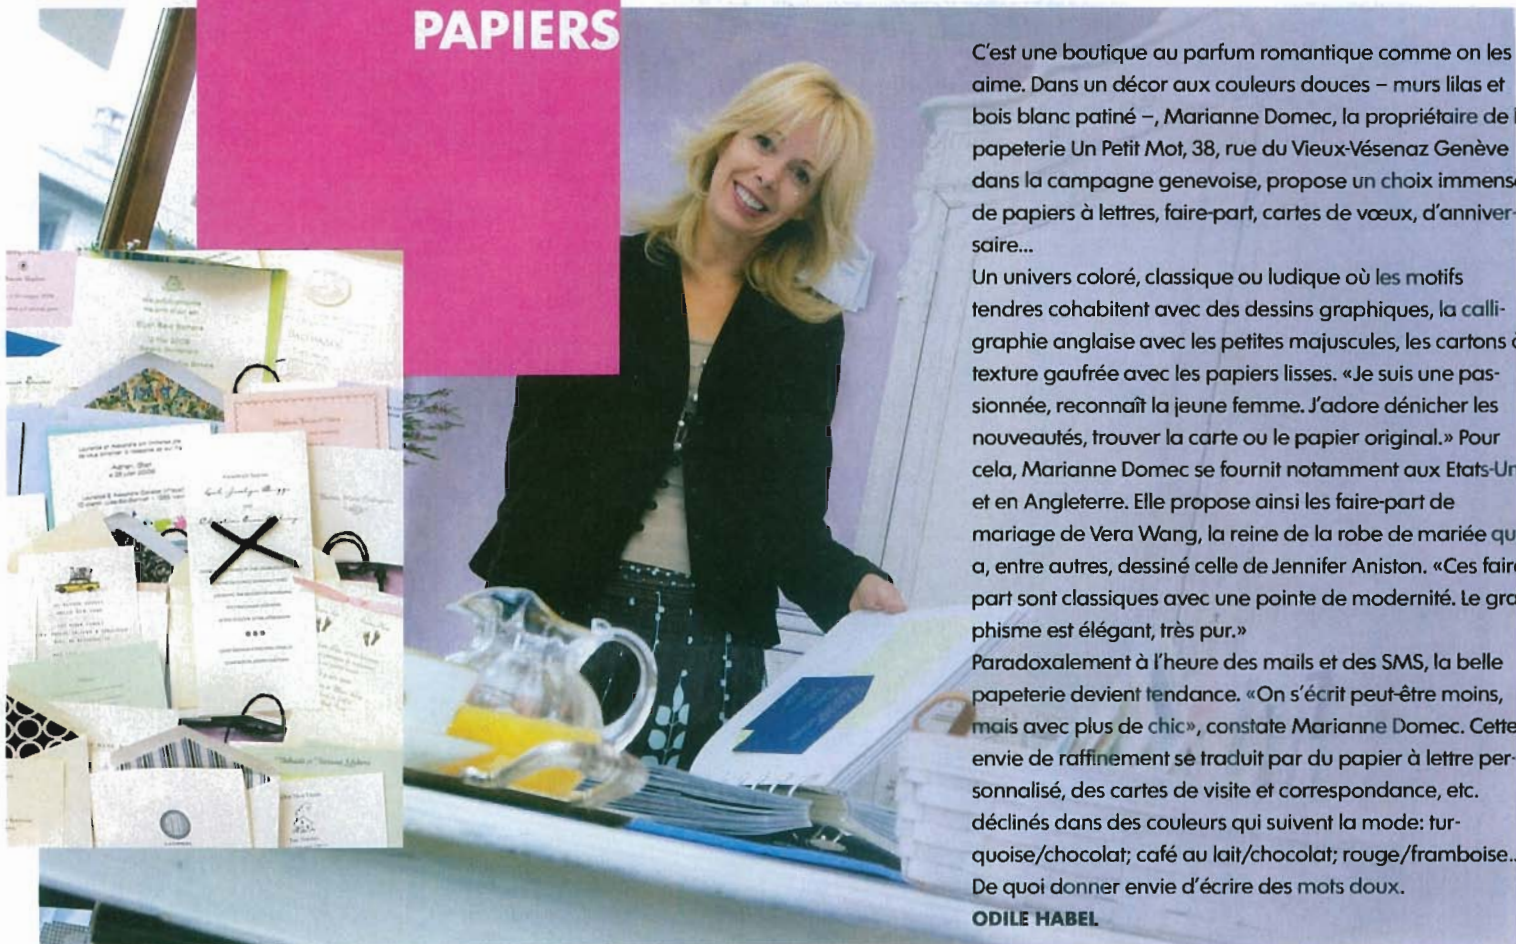 PAPIERS
C'est une boutique au parfum romantique comme on les
aime. Dans un décor aux couleurs douces – murs lilas et
bois blanc patiné –, Marianne Domec, la propriétaire de
papeterie Un Petit Mot, 38, rue du Vieux-Vésenaz Genève
dans la campagne genevoise, propose un choix immense
de papiers à lettres, faire-part, cartes de vœux, d'anniver-
saire...
Un univers coloré, classique ou ludique où les motifs
tendres cohabitent avec des dessins graphiques, la calli-
graphie anglaise avec les petites majuscules, les cartons à
texture gaufrée avec les papiers lisses. «Je suis une pas-
sionnée, reconnaît la jeune femme. J'adore dénicher les
nouveautés, trouver la carte ou le papier original.» Pour
cela, Marianne Domec se fournit notamment aux Etats-Un
et en Angleterre. Elle propose ainsi les faire-part de
mariage de Vera Wang, la reine de la robe de mariée qu
a, entre autres, dessiné celle de Jennifer Aniston. «Ces faire
part sont classiques avec une pointe de modernité. Le gra
phisme est élégant, très pur.»
Paradoxalement à l'heure des mails et des SMS, la belle
papeterie devient tendance. «On s'écrit peut-être moins,
mais avec plus de chic», constate Marianne Domec. Cette
envie de raffinement se traduit par du papier à lettre per-
sonnalisé, des cartes de visite et correspondance, etc.
déclinés dans des couleurs qui suivent la mode: tur-
quoise/chocolat; café au lait/chocolat; rouge/framboise..
De quoi donner envie d'écrire des mots doux.
ODILE HABEL